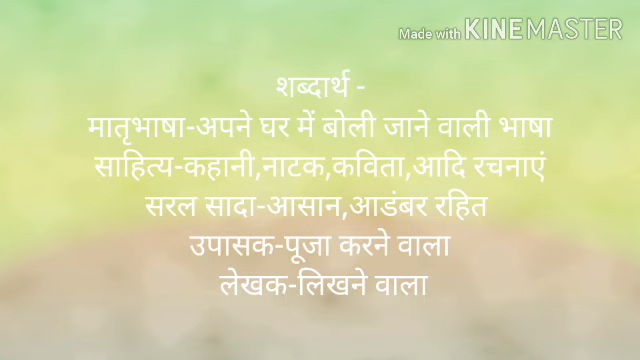 Made with KINEMASTER
शब्दार्थ -
मातृभाषा-अपने घर में बोली जाने वाली भाषा
साहित्य-कहानी,नाटक,कविता,आदि रचनाएं
सरल सादा-आसान,आडंबर रहित
उपासक-पूजा करने वाला
लेखक-लिखने वाला